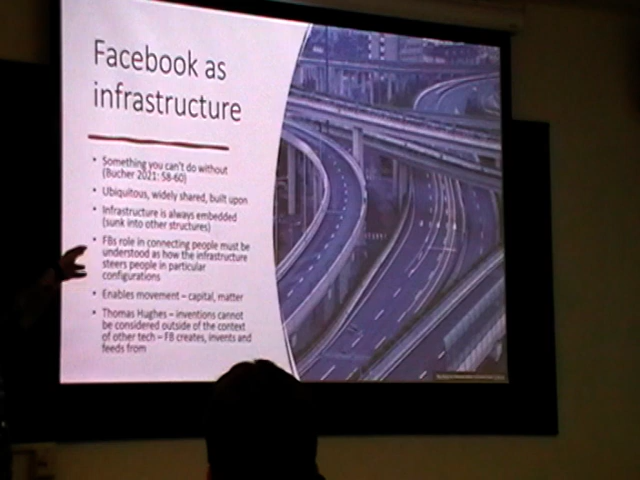 Facebook as
infrastructure
• Something you can't do without
(Bucher 2021: 58-60)
• Ubiquitous, widely shared, built upon
• Infrastructure is always embedded
(sunk into other structures)
• FBs role in connecting people must be
understood as how the infrastructure
steers people in particular
configurations
• Enables movement – capital, matter
• Thomas Hughes – inventions cannot
be considered outside of the context
of other tech – FB creates, invents and
feeds from